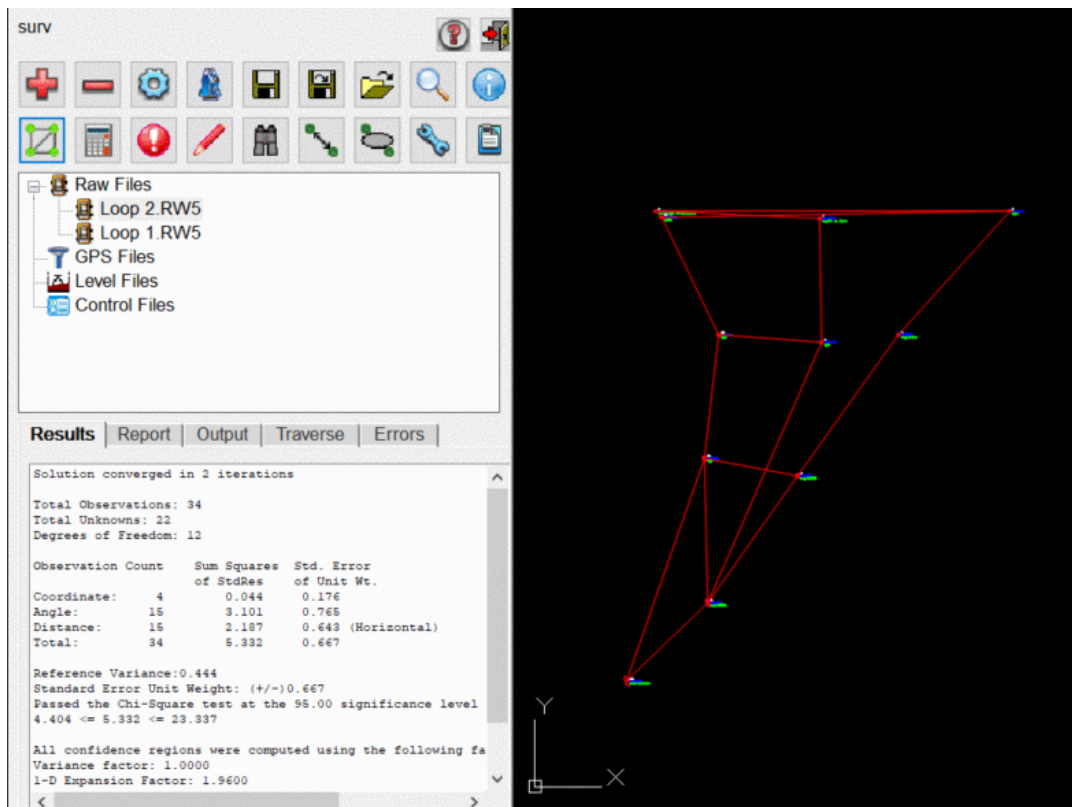 surv
Raw Files
Loop 2.RW5
Loop 1.RW5
GPS Files
Level Files
Control Files
Results Report Output Traverse Errors
Solution converged in 2 iterations
Total Observations: 34
Total Unknowns: 22
Degrees of Freedom: 12
Observation Count Sum Squares Std. Error
of StdRes of Unit Wt.
Coordinate: 4 0.044 0.176
Angle: 15 3.101 0.765
Distance: 15 2.187 0.643 (Horizontal)
Total: 34 5.332 0.667
Reference Variance:0.444
Standard Error Unit Weight: (+/-)0.667
Passed the Chi-Square test at the 95.00 significance level
4.404 <= 5.332 <= 23.337
All confidence regions were computed using the following fa
Variance factor: 1.0000
1-D Expansion Factor: 1.9600
Y
X